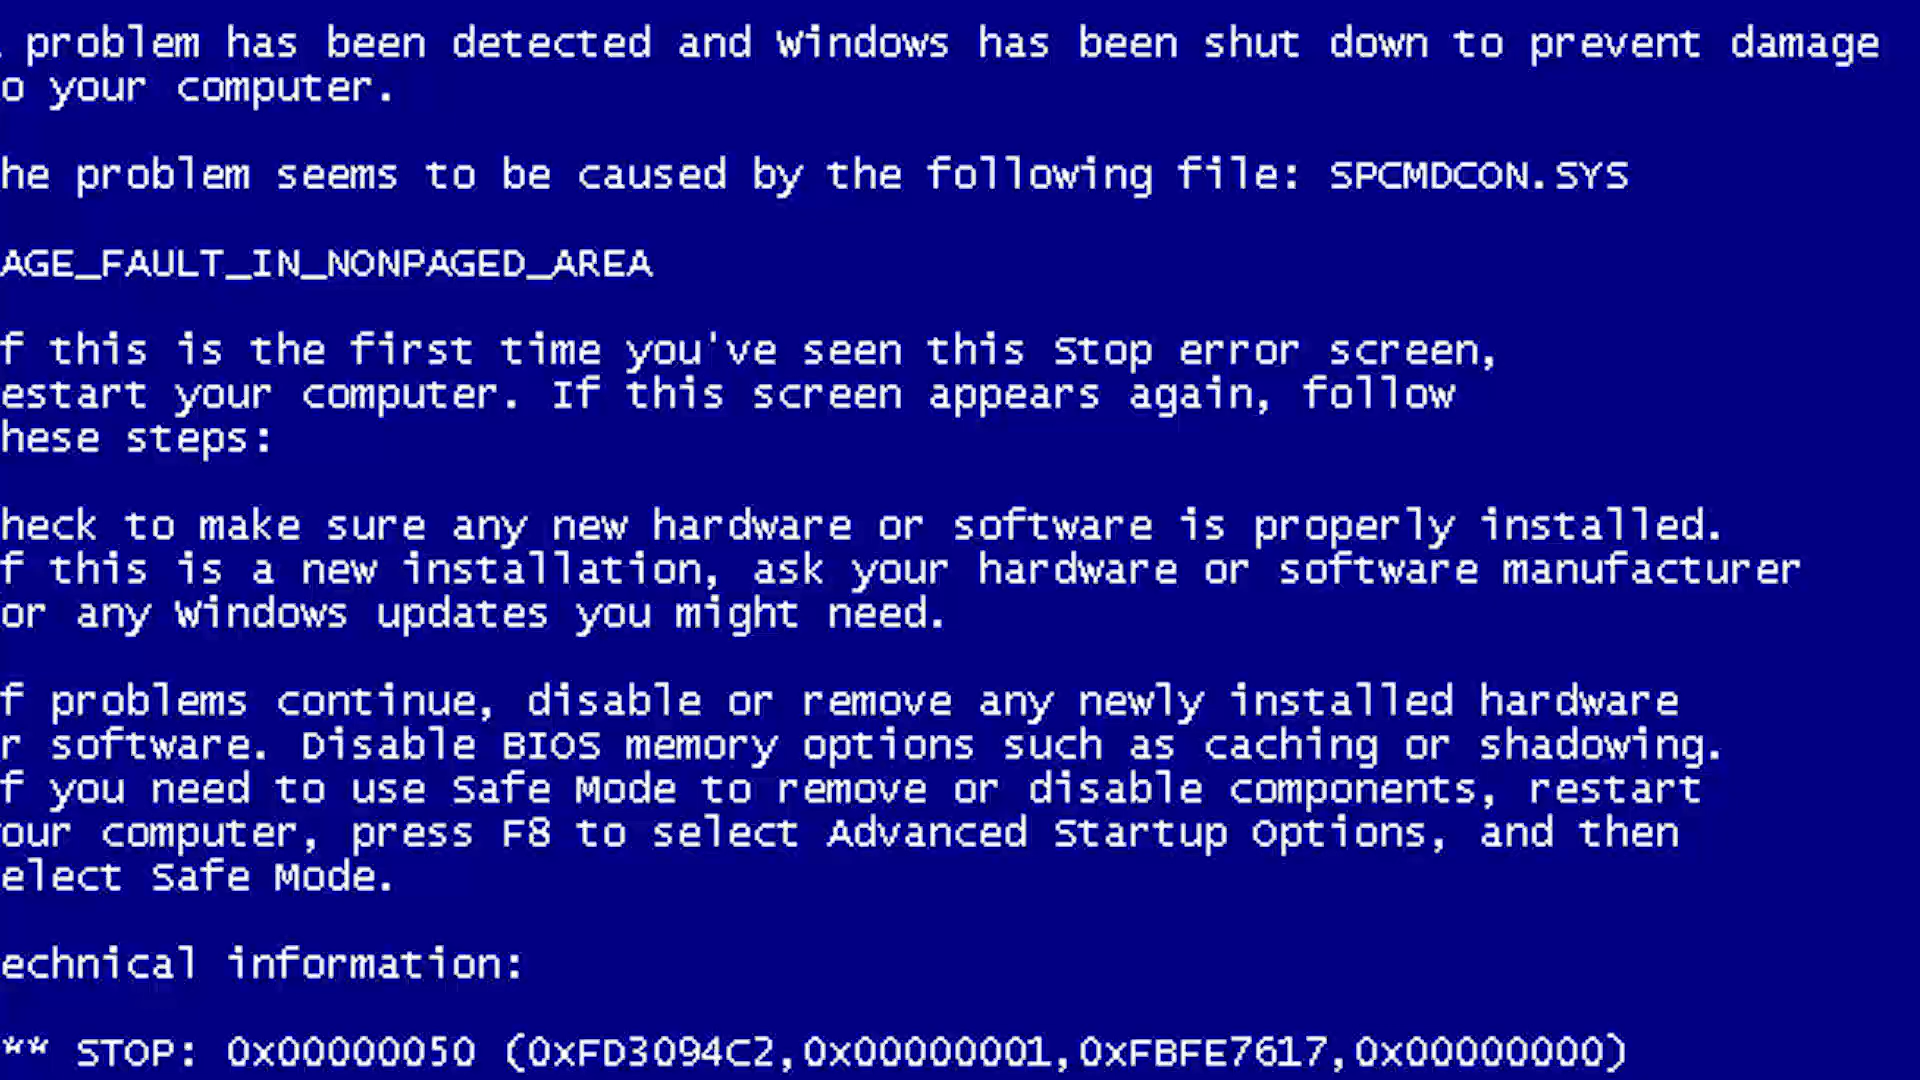 problem has been detected and Windows has been shut down to prevent damage
o your computer.
he problem seems to be caused by the following file: SPCMDCON.SYS
AGE_FAULT_IN_NONPAGED_AREA
f this is the first time you've seen this Stop error screen,
estart your computer. If this screen appears again, follow
hese steps:
heck to make sure any new hardware or software is properly installed.
f this is a new installation, ask your hardware or software manufacturer
or any Windows updates you might need.
f problems continue, disable or remove any newly installed hardware
r software. Disable BIOS memory options such as caching or shadowing.
f you need to use Safe Mode to remove or disable components, restart
our computer, press F8 to select Advanced Startup Options, and then
elect Safe Mode.
echnical information:
** STOP: 0x00000050 (0xFD3094C2,0x00000001,0xFBFE7617,0x00000000)